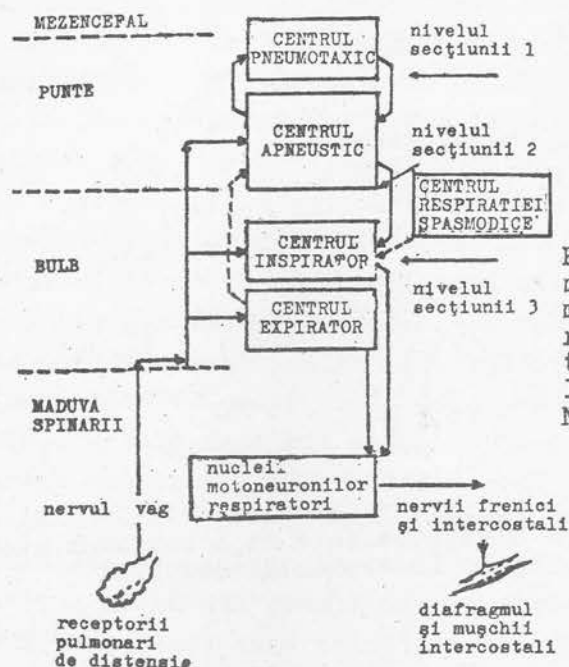 MEZENCEFAL
CENTRUL
PNEUMOTAXIC
nivelul
secţiunii 1
PUNTE
CENTRUL
APNEUSTIC
nivelul
secţiunii 2
CENTRUL
RESPIRATIEI
SPASMODICE
BULB
CENTRUL
INSPIRATOR
nivelul
secţiunii 3
CENTRUL
EXPIRATOR
MADUVA
SPINARII
nucleii
motoneuronilor
respiratori
nervul vag
nervii frenici
şi intercostali
receptorii
pulmonari
de distensie
diafragmul
şi muşchii
intercostali